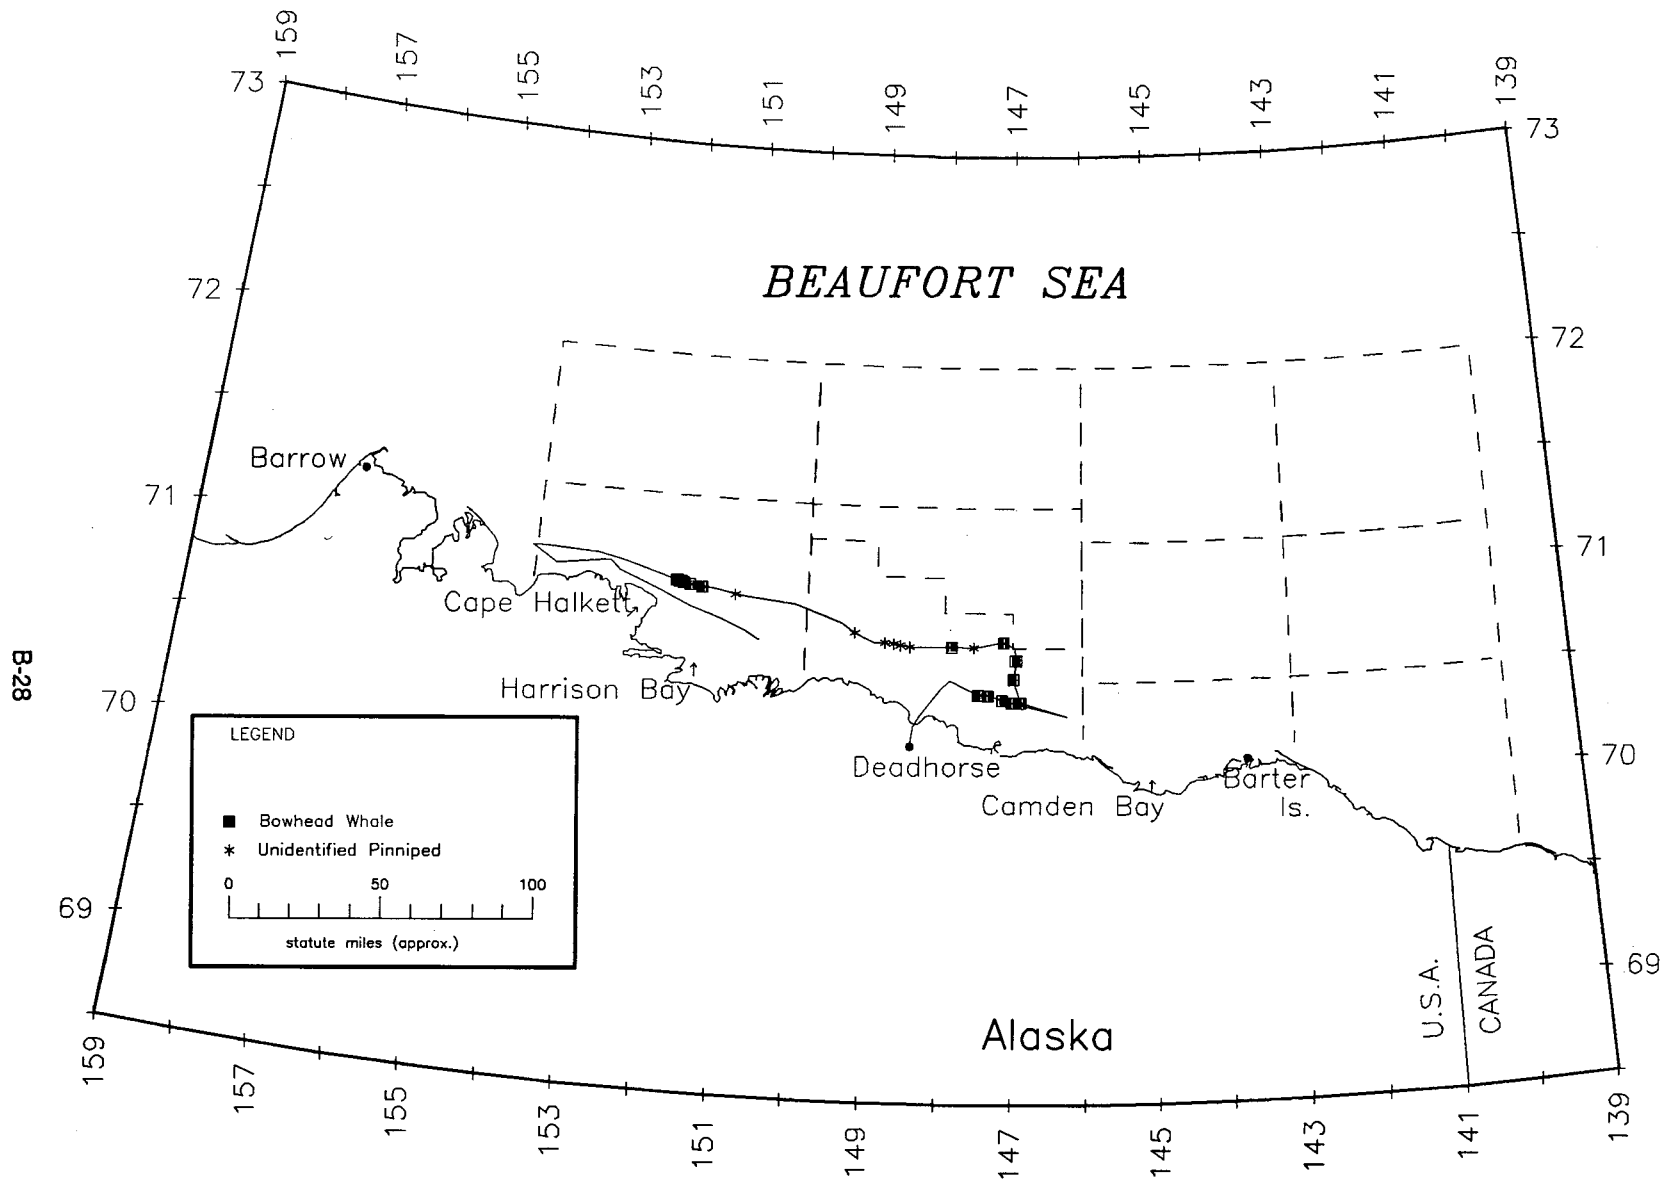 159
157
155
153
151
149
147
145
143
141
139
73
73
BEAUFORT SEA
72
72
Barrow
71
71
Cape Halkett
Harrison Bay
70
70
Deadhorse
Camden Bay
Barter
Is.
LEGEND
Bowhead Whale
Unidentified Pinniped
0 50 100
statute miles (approx.)
69
69
U.S.A.
CANADA
Alaska
159
157
155
153
151
149
147
145
143
141
139
B-28